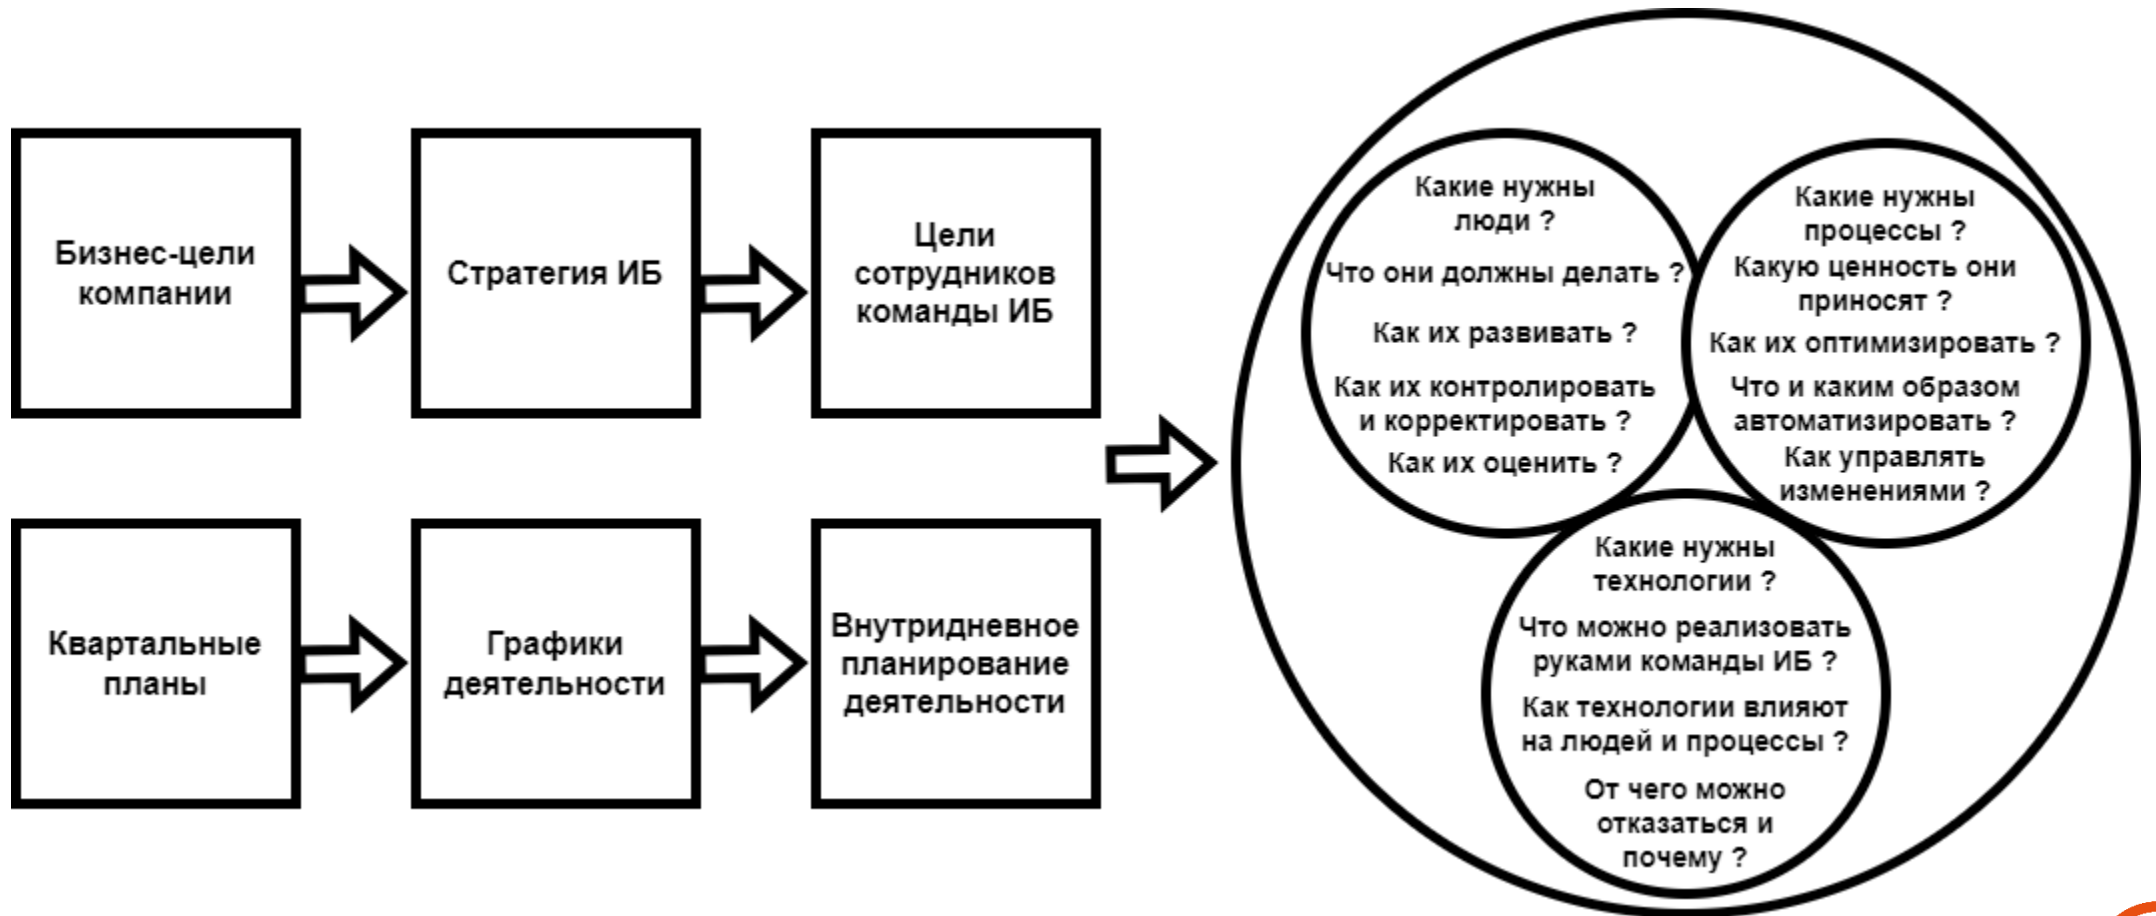 Бизнес-цели
компании
Стратегия ИБ
Цели
сотрудников
команды ИБ
Квартальные
планы
Графики
деятельности
Внутридневное
планирование
деятельности
Какие нужны
люди ?
Что они должны делать ?
Как их развивать ?
Как их контролировать
и корректировать ?
Как их оценить ?
Какие нужны
процессы ?
Какую ценность они
приносят ?
Как их оптимизировать ?
Что и каким образом
автоматизировать ?
Как управлять
изменениями ?
Какие нужны
технологии ?
Что можно реализовать
руками команды ИБ ?
Как технологии влияют
на людей и процессы ?
От чего можно
отказаться и
почему ?